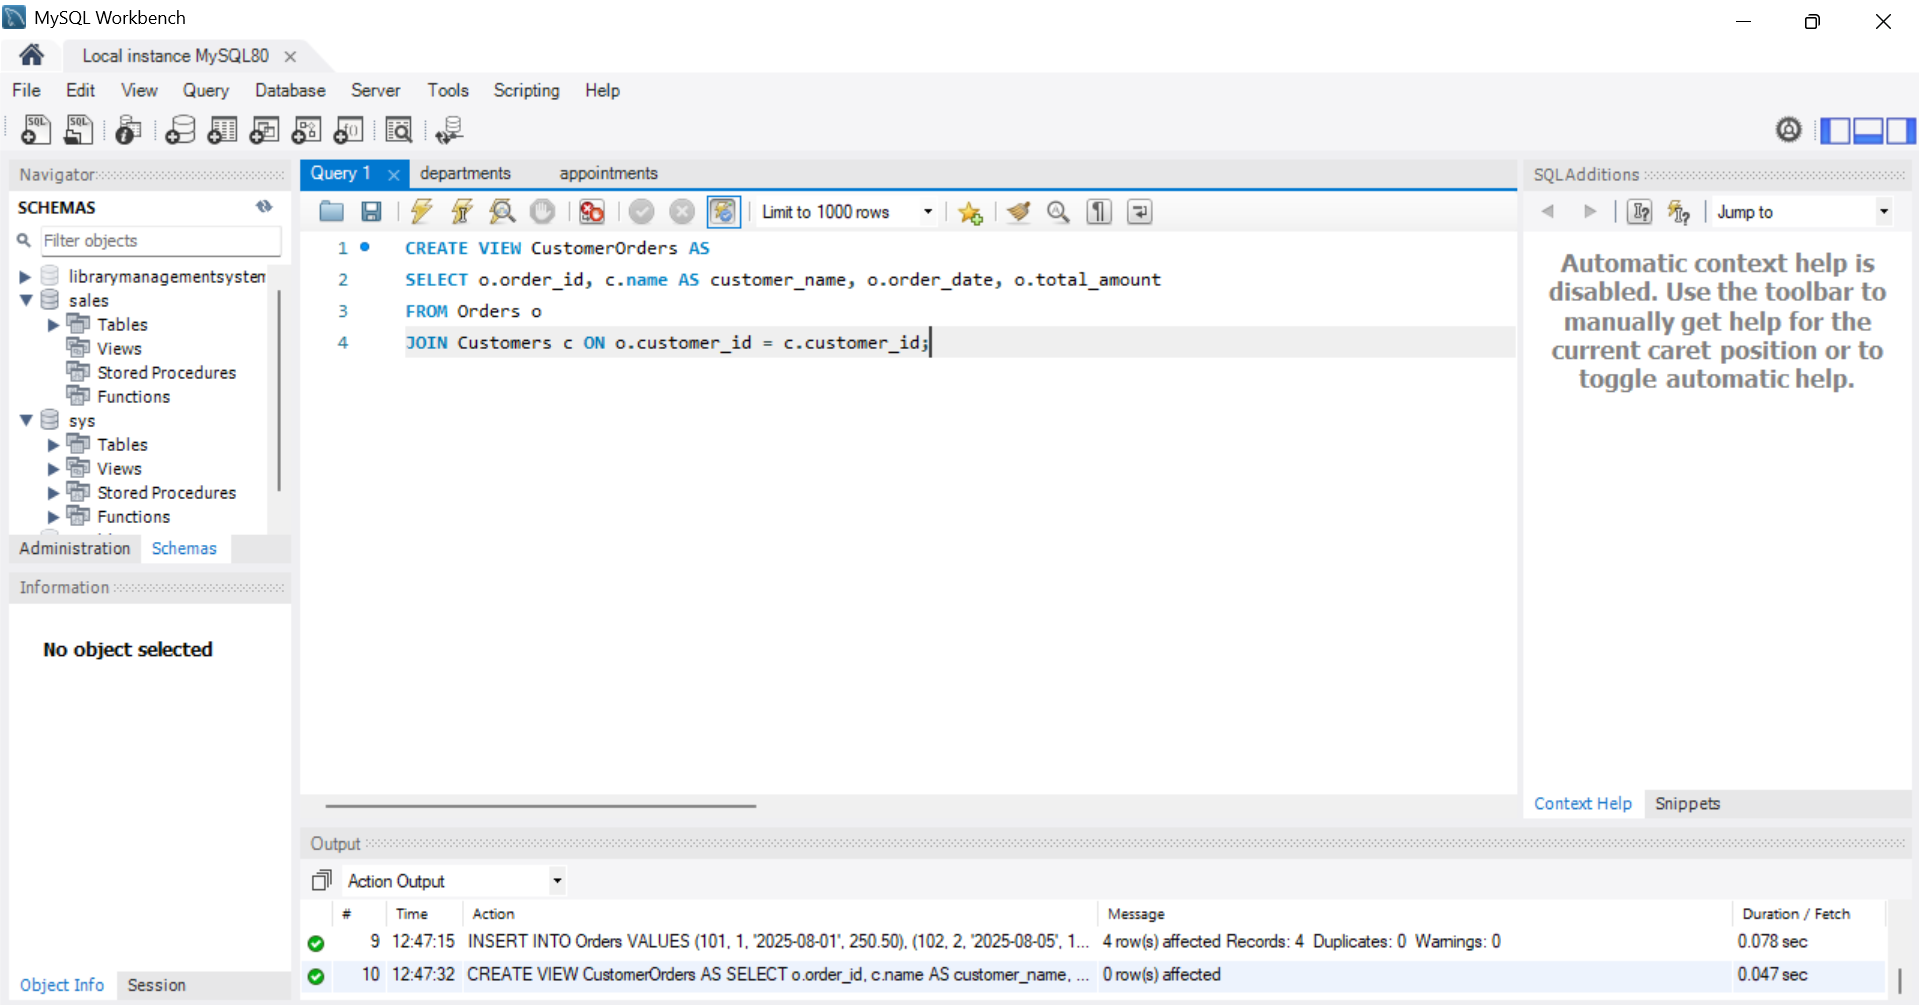 MySQL Workbench
Local instance MySQL80
File Edit View Query Database Server Tools Scripting Help
Navigator
SCHEMAS
Filter objects
librarymanagementsystem
sales
Tables
Views
Stored Procedures
Functions
sys
Tables
Views
Stored Procedures
Functions
Administration Schemas
Information
No object selected
Object Info Session
Query 1 departments appointments
Limit to 1000 rows
1 CREATE VIEW CustomerOrders AS
2 SELECT o.order_id, c.name AS customer_name, o.order_date, o.total_amount
3 FROM Orders o
4 JOIN Customers c ON o.customer_id = c.customer_id;
SQLAdditions
Jump to
Automatic context help is
disabled. Use the toolbar to
manually get help for the
current caret position or to
toggle automatic help.
Context Help Snippets
Output
Action Output
# Time Action Message Duration / Fetch
9 12:47:15 INSERT INTO Orders VALUES (101, 1, '2025-08-01', 250.50), (102, 2, '2025-08-05', 1... 4 row(s) affected Records: 4 Duplicates: 0 Warnings: 0 0.078 sec
10 12:47:32 CREATE VIEW CustomerOrders AS SELECT o.order_id, c.name AS customer_name, ... 0 row(s) affected 0.047 sec